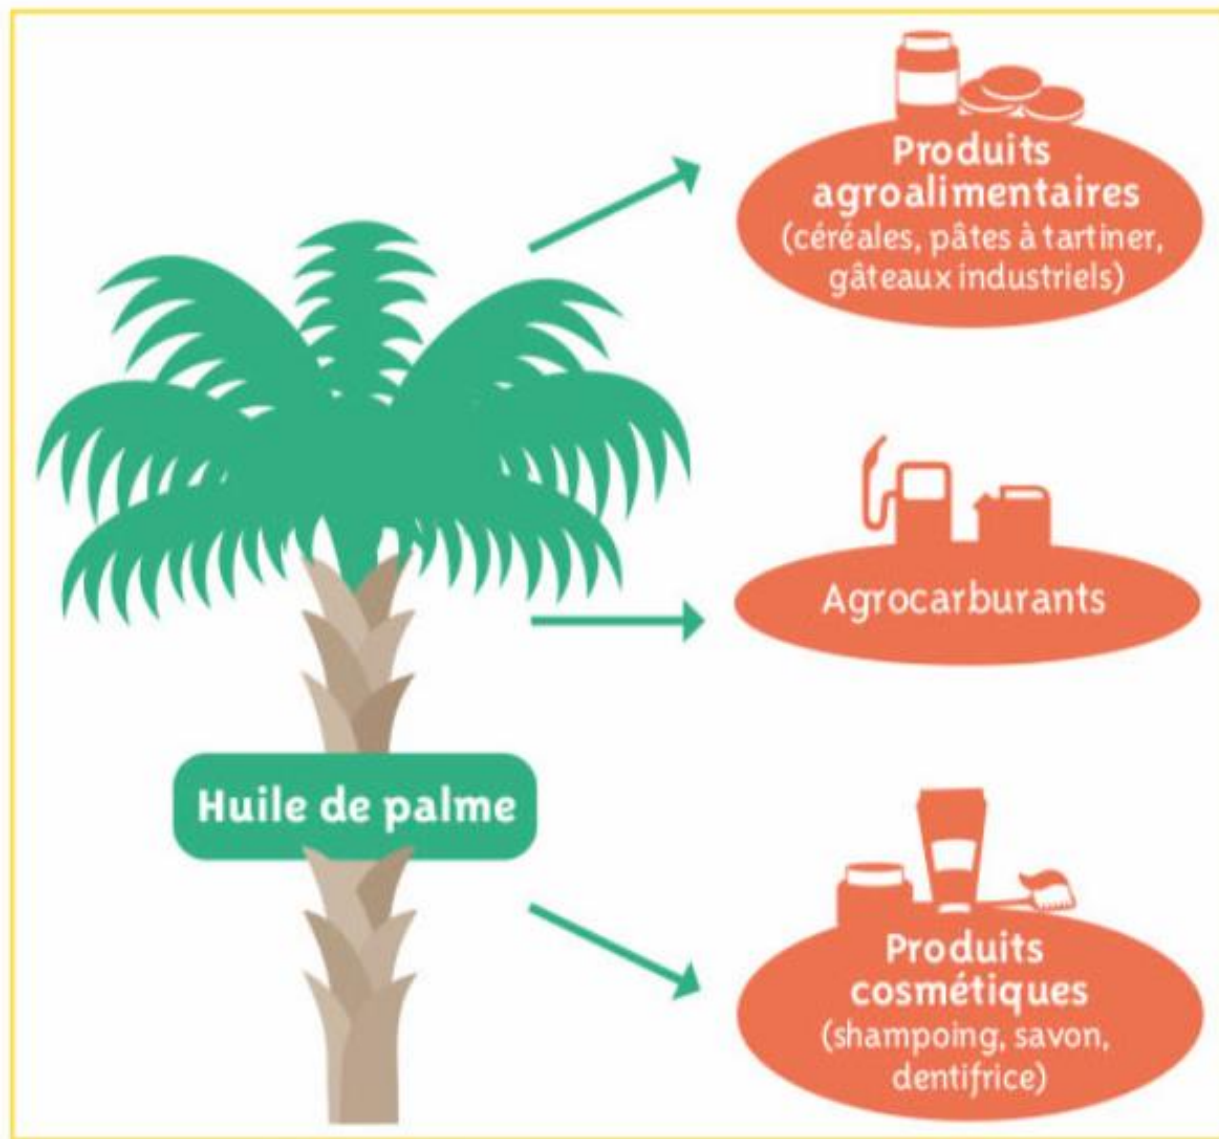 Produits
agroalimentaires
(céréales, pâtes à tartiner,
gâteaux industriels)
Agrocarburants
Huile de palme
Produits
cosmétiques
(shampoing, savon,
dentifrice)